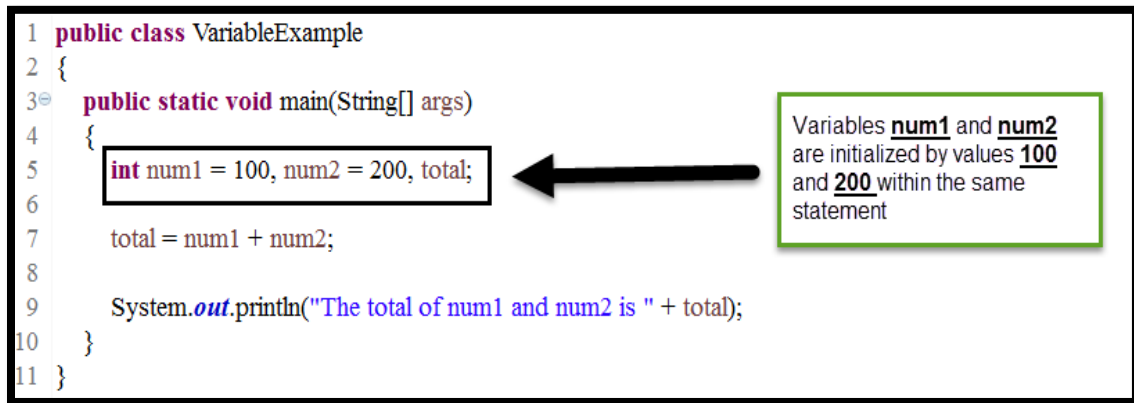 1 public class VariableExample
2 {
3 public static void main(String[] args)
4 {
5 int num1 = 100, num2 = 200, total;
6
7 total = num1 + num2;
8
9 System.out.println("The total of num1 and num2 is " + total);
10 }
11 }
Variables num1 and num2
are initialized by values 100
and 200 within the same
statement